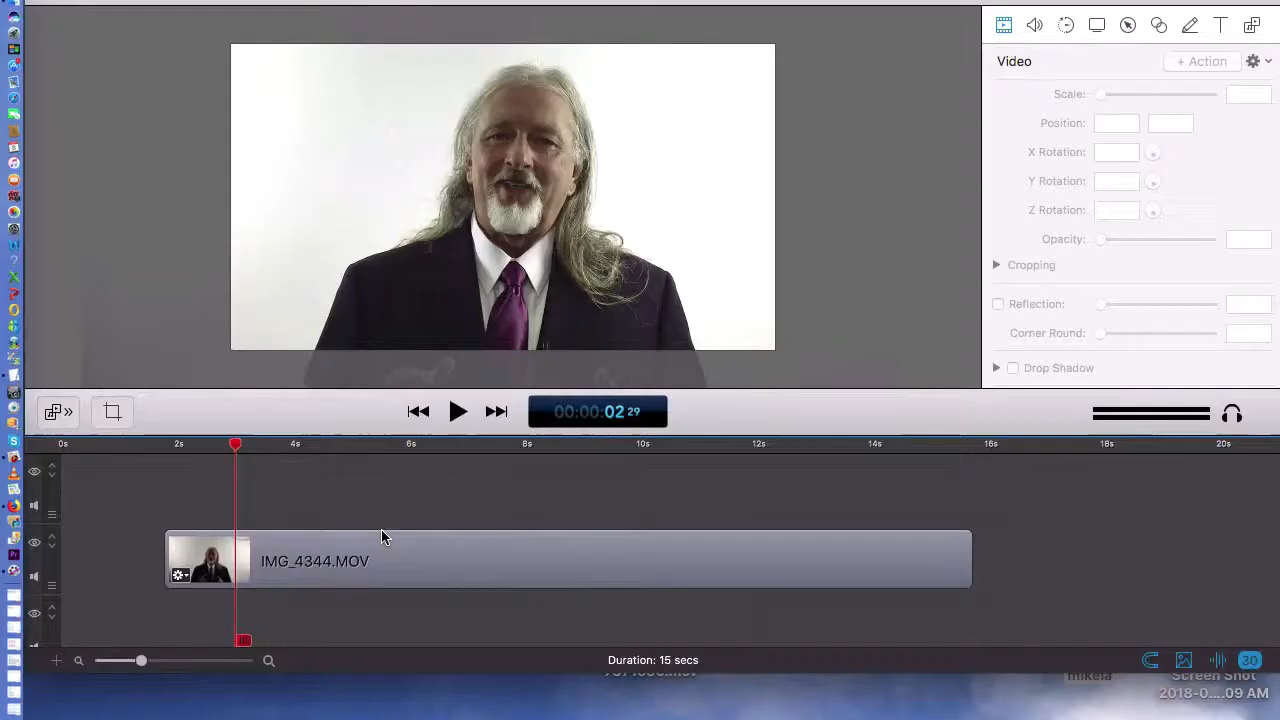 Video
+ Action
Scale:
Position:
X Rotation:
Y Rotation:
Z Rotation:
Opacity:
Cropping
Reflection:
Corner Round:
Drop Shadow
00:00:02 29
0s 2s 4s 6s 8s 10s 12s 14s 16s 18s 20s
IMG_4344.MOV
Duration: 15 secs
30
mikela
Screen Shot
2018-0....09 AM